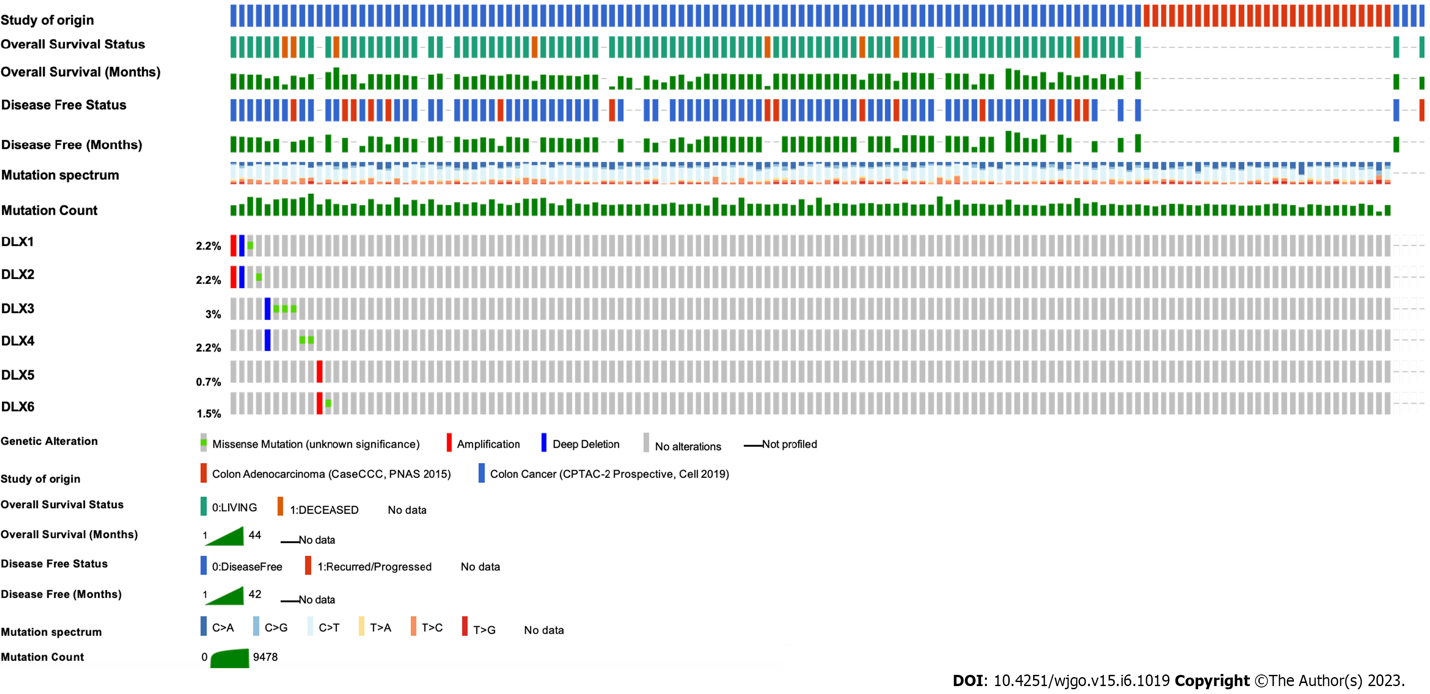 Study of origin
Overall Survival Status
Overall Survival (Months)
Disease Free Status
Disease Free (Months)
Mutation spectrum
Mutation Count
DLX1 2.2%
DLX2 2.2%
DLX3 3%
DLX4 2.2%
DLX5 0.7%
DLX6 1.5%
Genetic Alteration Missense Mutation (unknown significance) Amplification Deep Deletion No alterations Not profiled
Study of origin Colon Adenocarcinoma (CaseCCC, PNAS 2015) Colon Cancer (CPTAC-2 Prospective, Cell 2019)
Overall Survival Status 0:LIVING 1:DECEASED No data
Overall Survival (Months) 1 44 No data
Disease Free Status 0:DiseaseFree 1:Recurred/Progressed No data
Disease Free (Months) 1 42 No data
Mutation spectrum C>A C>G C>T T>A T>C T>G No data
Mutation Count 0 9478
DOI: 10.4251/wjgo.v15.i6.1019 Copyright ©The Author(s) 2023.